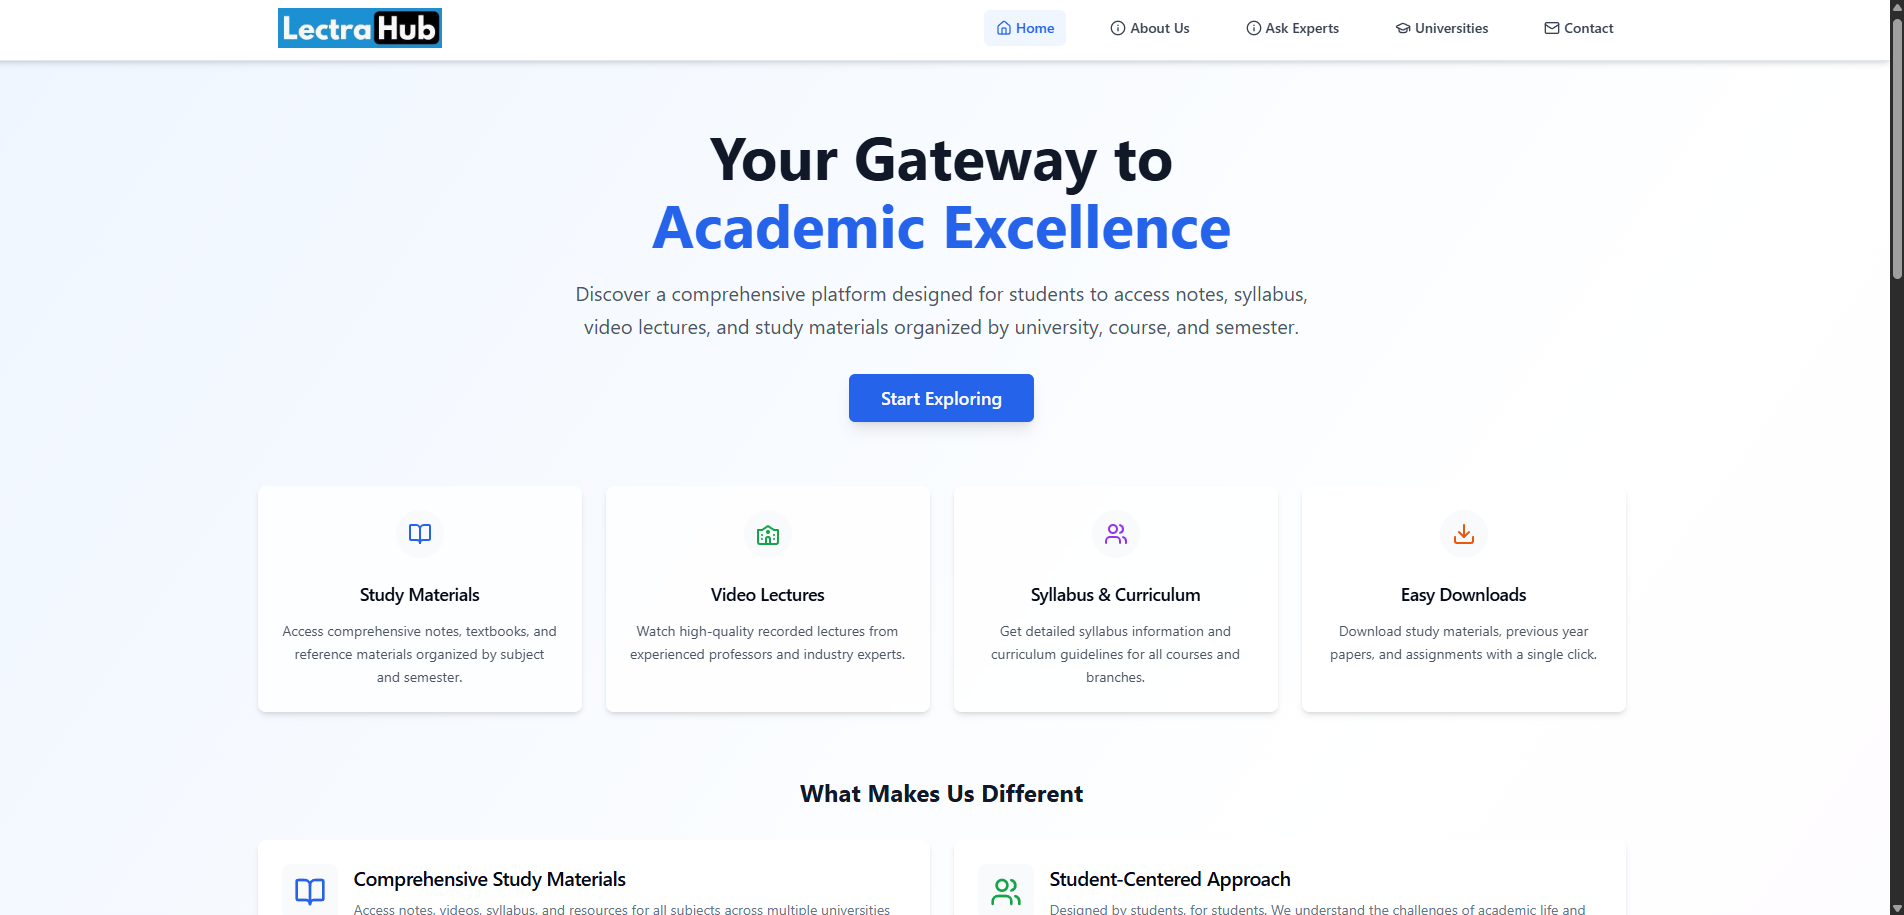 LectraHub
Home
About Us
Ask Experts
Universities
Contact
Your Gateway to
Academic Excellence
Discover a comprehensive platform designed for students to access notes, syllabus,
video lectures, and study materials organized by university, course, and semester.
Start Exploring
Study Materials
Access comprehensive notes, textbooks, and
reference materials organized by subject
and semester.
Video Lectures
Watch high-quality recorded lectures from
experienced professors and industry experts.
Syllabus & Curriculum
Get detailed syllabus information and
curriculum guidelines for all courses and
branches.
Easy Downloads
Download study materials, previous year
papers, and assignments with a single click.
What Makes Us Different
Comprehensive Study Materials
Access notes, videos, syllabus, and resources for all subjects across multiple universities
Student-Centered Approach
Designed by students, for students. We understand the challenges of academic life and